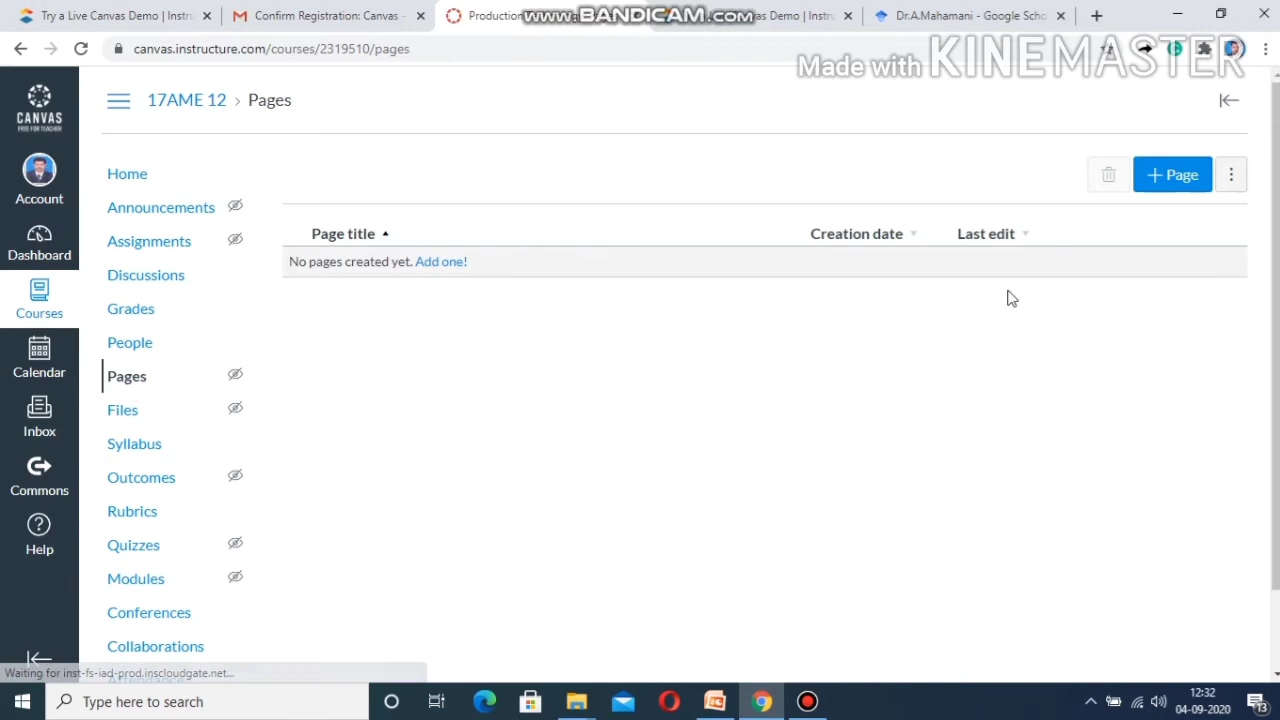 Try a Live Canvas Demo | Instru
Confirm Registration: Canvas -
Production
www.BANDICAM.com
as Demo | Instru
Dr.A.Mahamani - Google Scho
canvas.instructure.com/courses/2319510/pages
Made with KINEMASTER
CANVAS
FREE FOR TEACHER
Account
Dashboard
Courses
Calendar
Inbox
Commons
Help
17AME 12 > Pages
Home
Announcements
Assignments
Discussions
Grades
People
Pages
Files
Syllabus
Outcomes
Rubrics
Quizzes
Modules
Conferences
Collaborations
+ Page
Page title
Creation date
Last edit
No pages created yet. Add one!
Waiting for inst-fs-iad-prod.inscloudgate.net...
Type here to search
12:32
04-09-2020
13